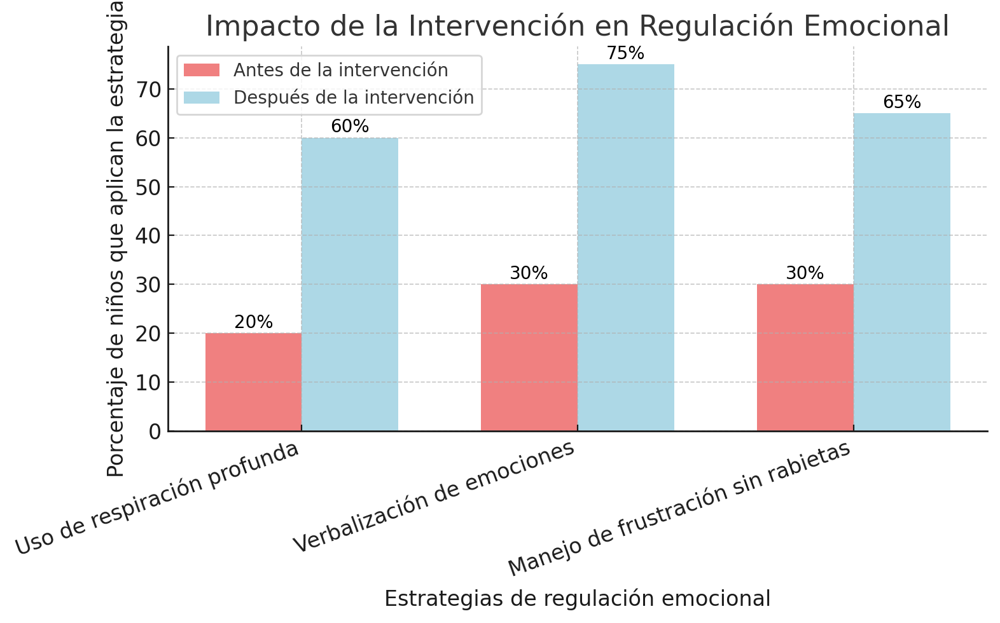 Impacto de la Intervención en Regulación Emocional
Antes de la intervención
Después de la intervención
Porcentaje de niños que aplican la estrategia
70
60
50
40
30
20
10
0
20%
60%
30%
75%
30%
65%
Uso de respiración profunda
Verbalización de emociones
Manejo de frustración sin rabietas
Estrategias de regulación emocional